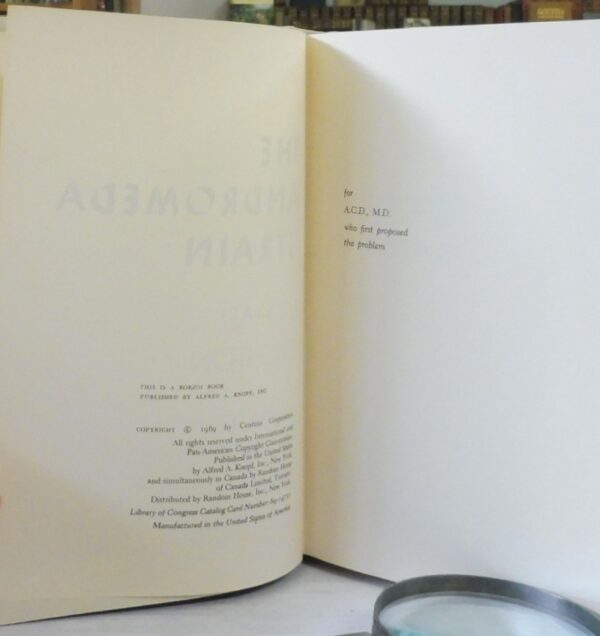 THIS IS A BORZOI BOOK
PUBLISHED BY ALFRED A. KNOPF, INC.
COPYRIGHT © 1969 by Centesis Corporation
All rights reserved under International and
Pan-American Copyright Conventions.
Published in the United States
by Alfred A. Knopf, Inc., New York,
and simultaneously in Canada by Random House
of Canada Limited, Toronto.
Distributed by Random House, Inc., New York.
Library of Congress Catalog Card Number:
Manufactured in the United States of America
for
A.C.D., M.D.
who first proposed
the problem
THE
ANDROMEDA
STRAIN